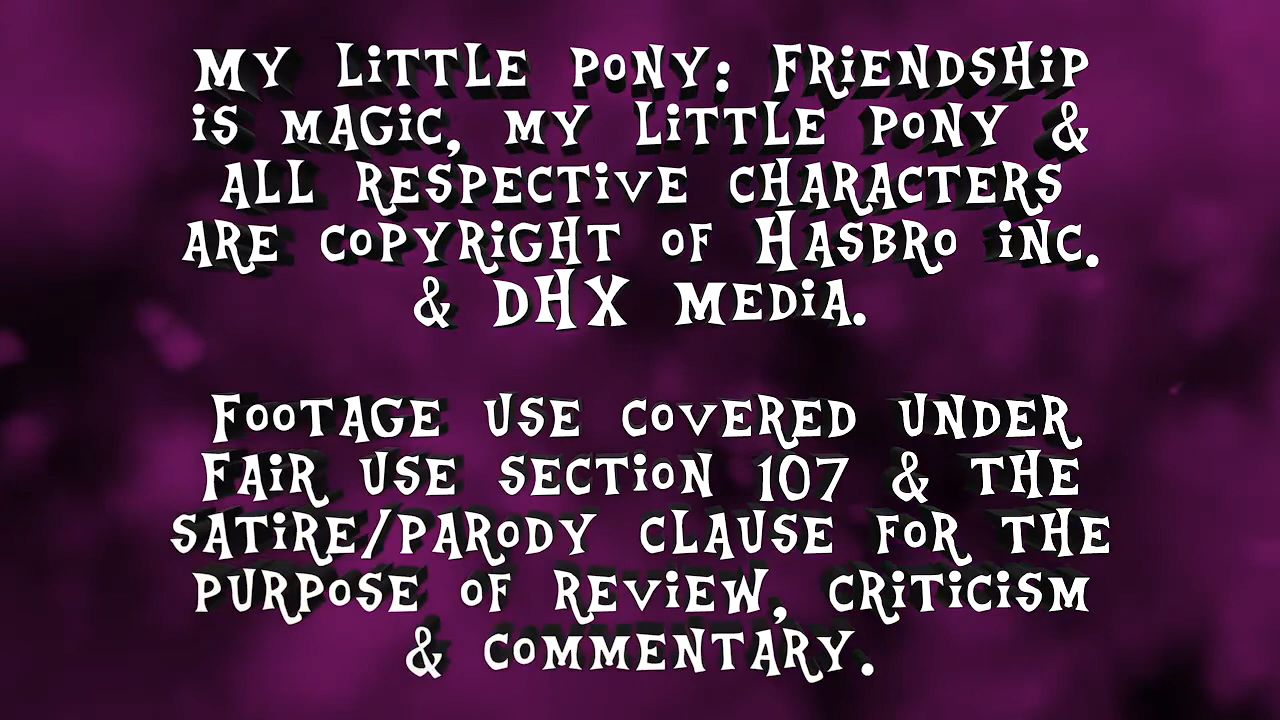 My Little Pony: Friendship
is Magic, My Little Pony &
all respective characters
are copyright of Hasbro Inc.
& DHX Media.
Footage use covered under
Fair Use Section 107 & the
Satire/Parody clause for the
purpose of review, criticism
& commentary.